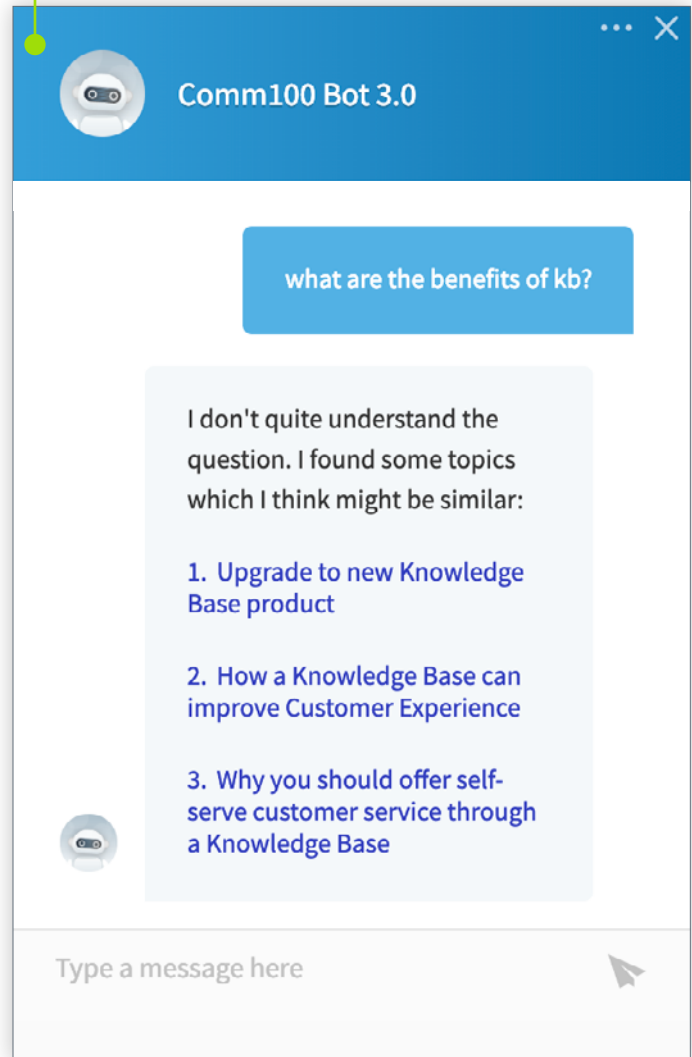 Comm100 Bot 3.0
what are the benefits of kb?
I don't quite understand the
question. I found some topics
which I think might be similar:
1. Upgrade to new Knowledge
Base product
2. How a Knowledge Base can
improve Customer Experience
3. Why you should offer self-
serve customer service through
a Knowledge Base
Type a message here